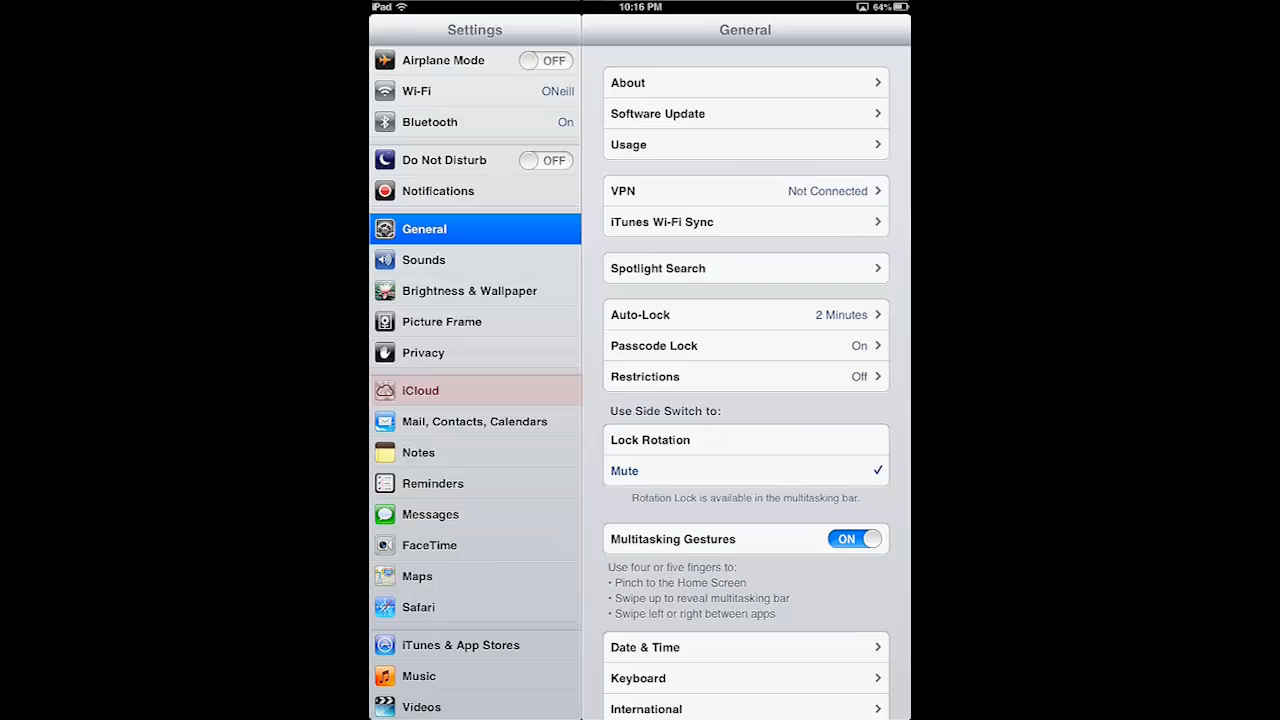 iPad 10:16 PM 64%
Settings
Airplane Mode OFF
Wi-Fi ONeill
Bluetooth On
Do Not Disturb OFF
Notifications
General
Sounds
Brightness & Wallpaper
Picture Frame
Privacy
iCloud
Mail, Contacts, Calendars
Notes
Reminders
Messages
FaceTime
Maps
Safari
iTunes & App Stores
Music
Videos
General
About
Software Update
Usage
VPN Not Connected
iTunes Wi-Fi Sync
Spotlight Search
Auto-Lock 2 Minutes
Passcode Lock On
Restrictions Off
Use Side Switch to:
Lock Rotation
Mute
Rotation Lock is available in the multitasking bar.
Multitasking Gestures ON
Use four or five fingers to:
• Pinch to the Home Screen
• Swipe up to reveal multitasking bar
• Swipe left or right between apps
Date & Time
Keyboard
International